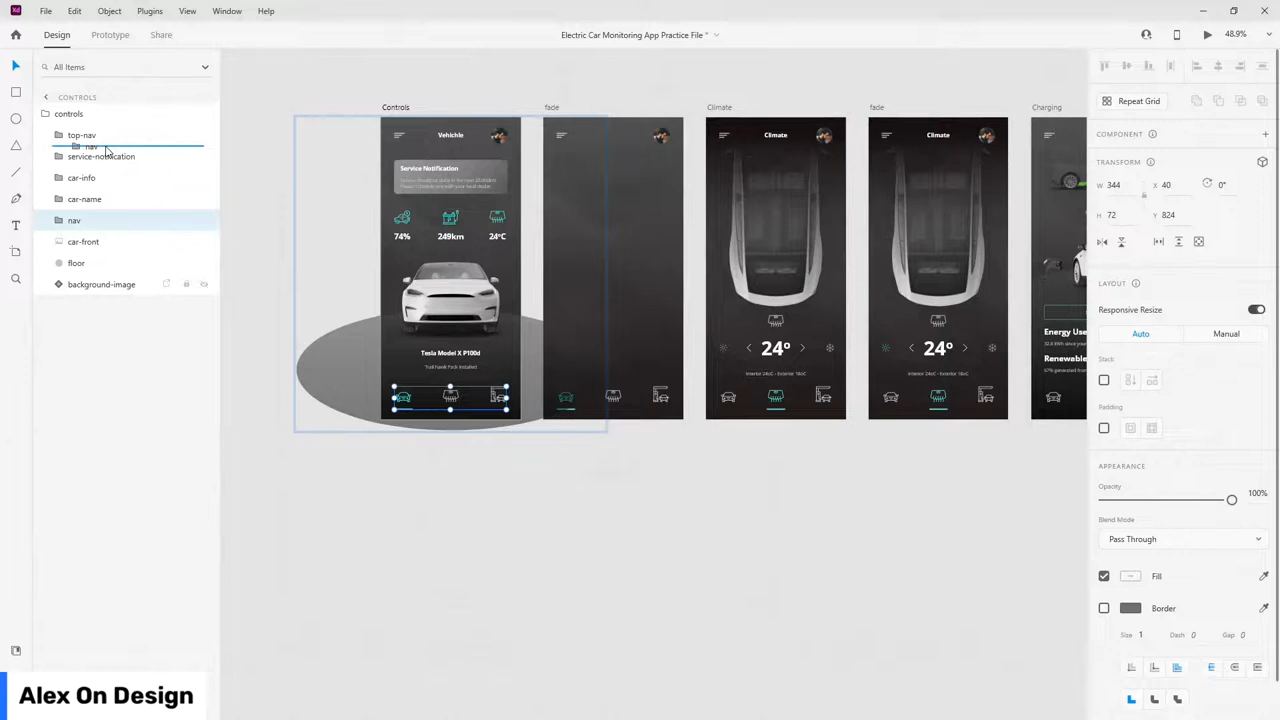 File Edit Object Plugins View Window Help
Design Prototype Share
Electric Car Monitoring App Practice File *
48.9%
All Items
CONTROLS
controls
top-nav
nav
service-notification
car-info
car-name
nav
car-front
floor
background-image
Controls
Vehichle
Service Notification
74%
249km
24°C
Tesla Model X P100d
fade
Climate
Climate
24°
fade
Climate
24°
Charging
Energy Use
Renewable
Repeat Grid
COMPONENT
TRANSFORM
W 344 X 40 0°
H 72 Y 824
LAYOUT
Responsive Resize
Auto Manual
Stack
Padding
APPEARANCE
Opacity
100%
Blend Mode
Pass Through
Fill
Border
Size 1 Dash 0 Gap 0
Alex On Design